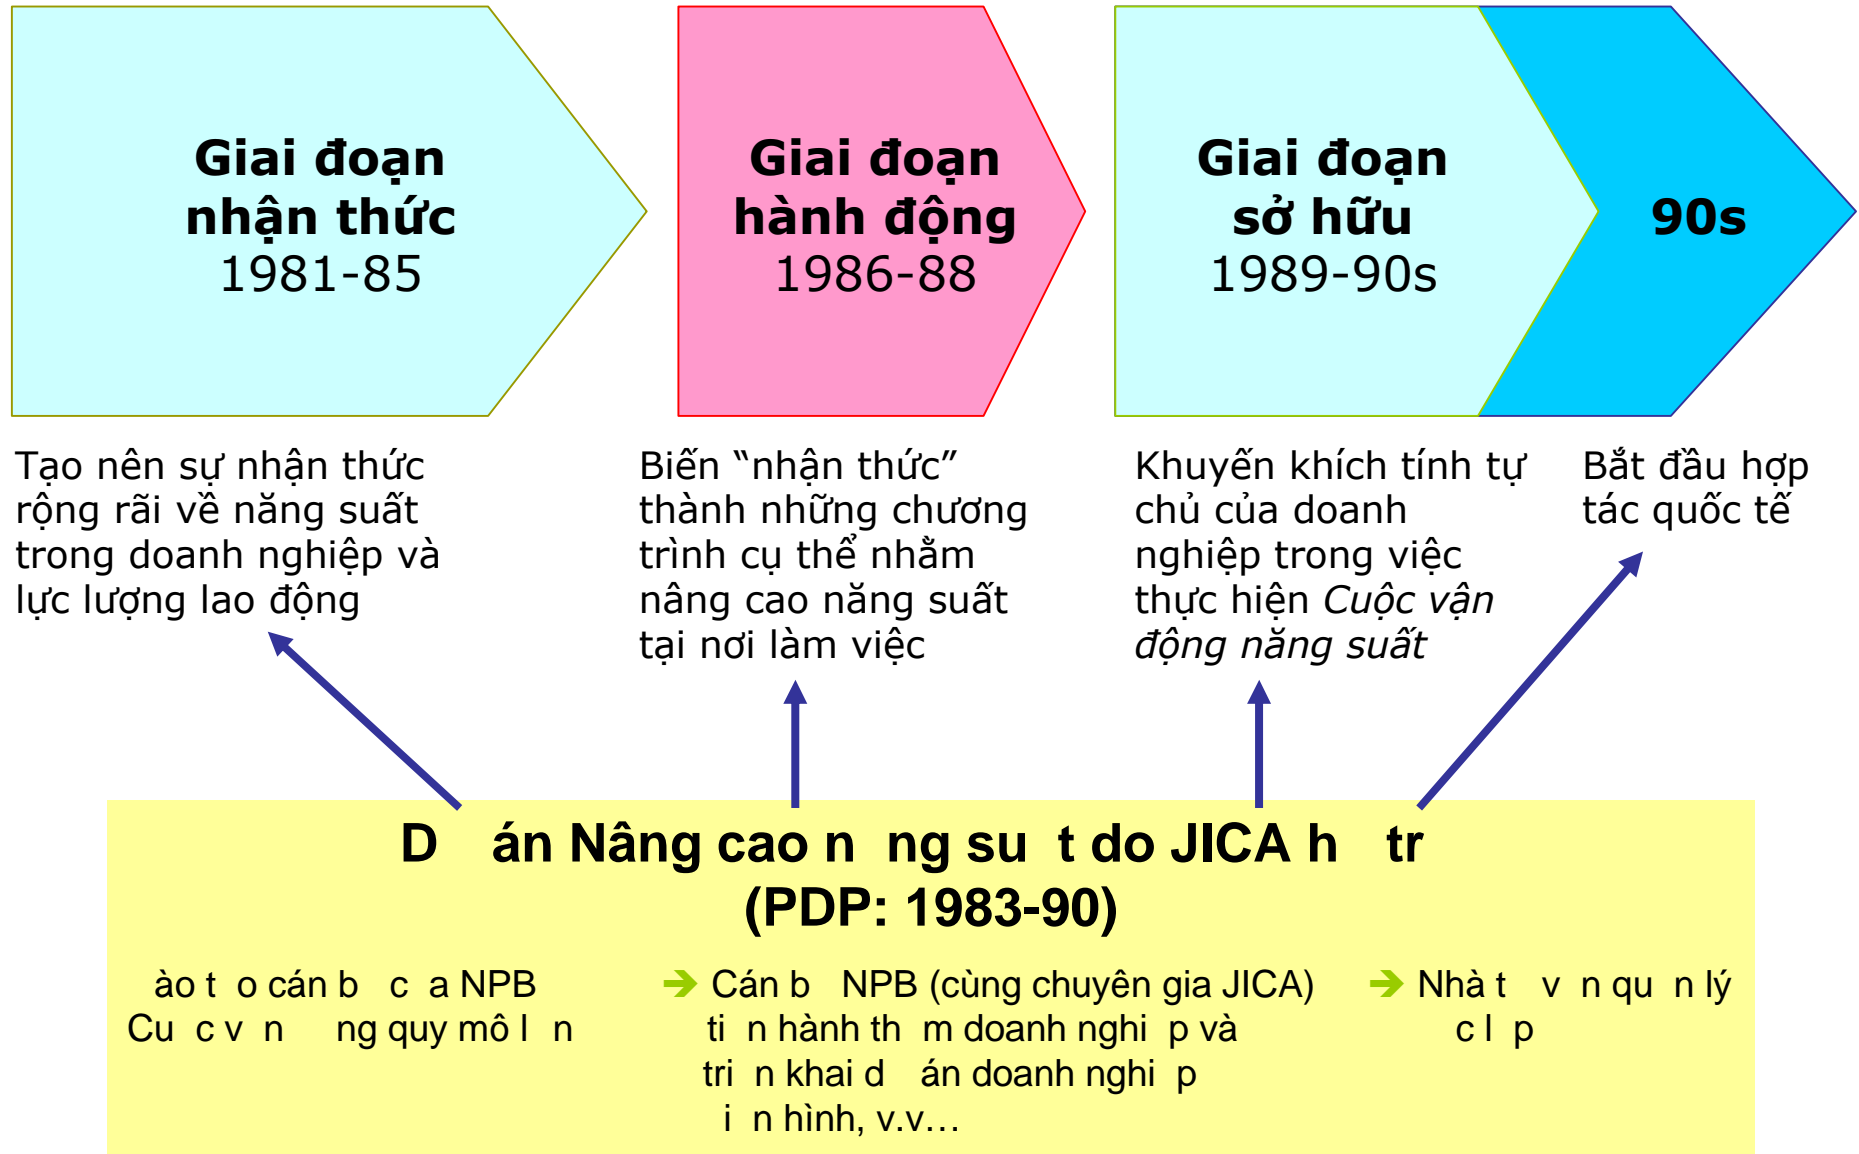 Giai đoạn
nhận thức
1981-85
Giai đoạn
hành động
1986-88
Giai đoạn
sở hữu
1989-90s
90s
Tạo nên sự nhận thức
rộng rãi về năng suất
trong doanh nghiệp và
lực lượng lao động
Biến “nhận thức”
thành những chương
trình cụ thể nhằm
nâng cao năng suất
tại nơi làm việc
Khuyến khích tính tự
chủ của doanh
nghiệp trong việc
thực hiện Cuộc vận
động năng suất
Bắt đầu hợp
tác quốc tế
D án Nâng cao n ng su t do JICA h tr
(PDP: 1983-90)
ào t o cán b c a NPB
Cu c v n ng quy mô l n
Cán b NPB (cùng chuyên gia JICA)
ti n hành th m doanh nghi p và
tri n khai d án doanh nghi p
i n hình, v.v…
Nhà t v n qu n lý
c l p